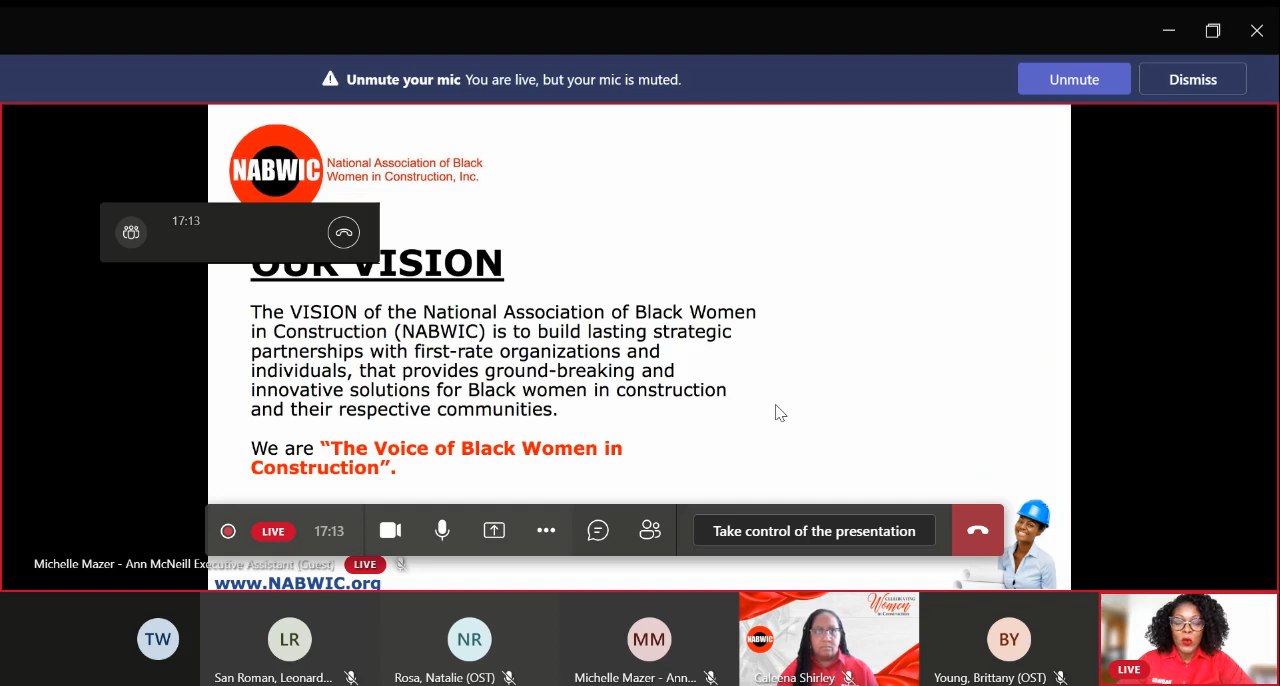 Unmute your mic You are live, but your mic is muted.
Unmute
Dismiss
NABWIC
National Association of Black
Women in Construction, Inc.
17:13
OUR VISION
The VISION of the National Association of Black Women
in Construction (NABWIC) is to build lasting strategic
partnerships with first-rate organizations and
individuals, that provides ground-breaking and
innovative solutions for Black women in construction
and their respective communities.
We are “The Voice of Black Women in
Construction”.
LIVE
17:13
Take control of the presentation
Michelle Mazer - Ann McNeill Executive Assistant (Guest)
LIVE
www.NABWIC.org
TW
LR
San Roman, Leonard...
NR
Rosa, Natalie (OST)
MM
Michelle Mazer - Ann...
CELEBRATING
Women
in Construction
NABWIC
Caleena Shirley
BY
Young, Brittany (OST)
LIVE